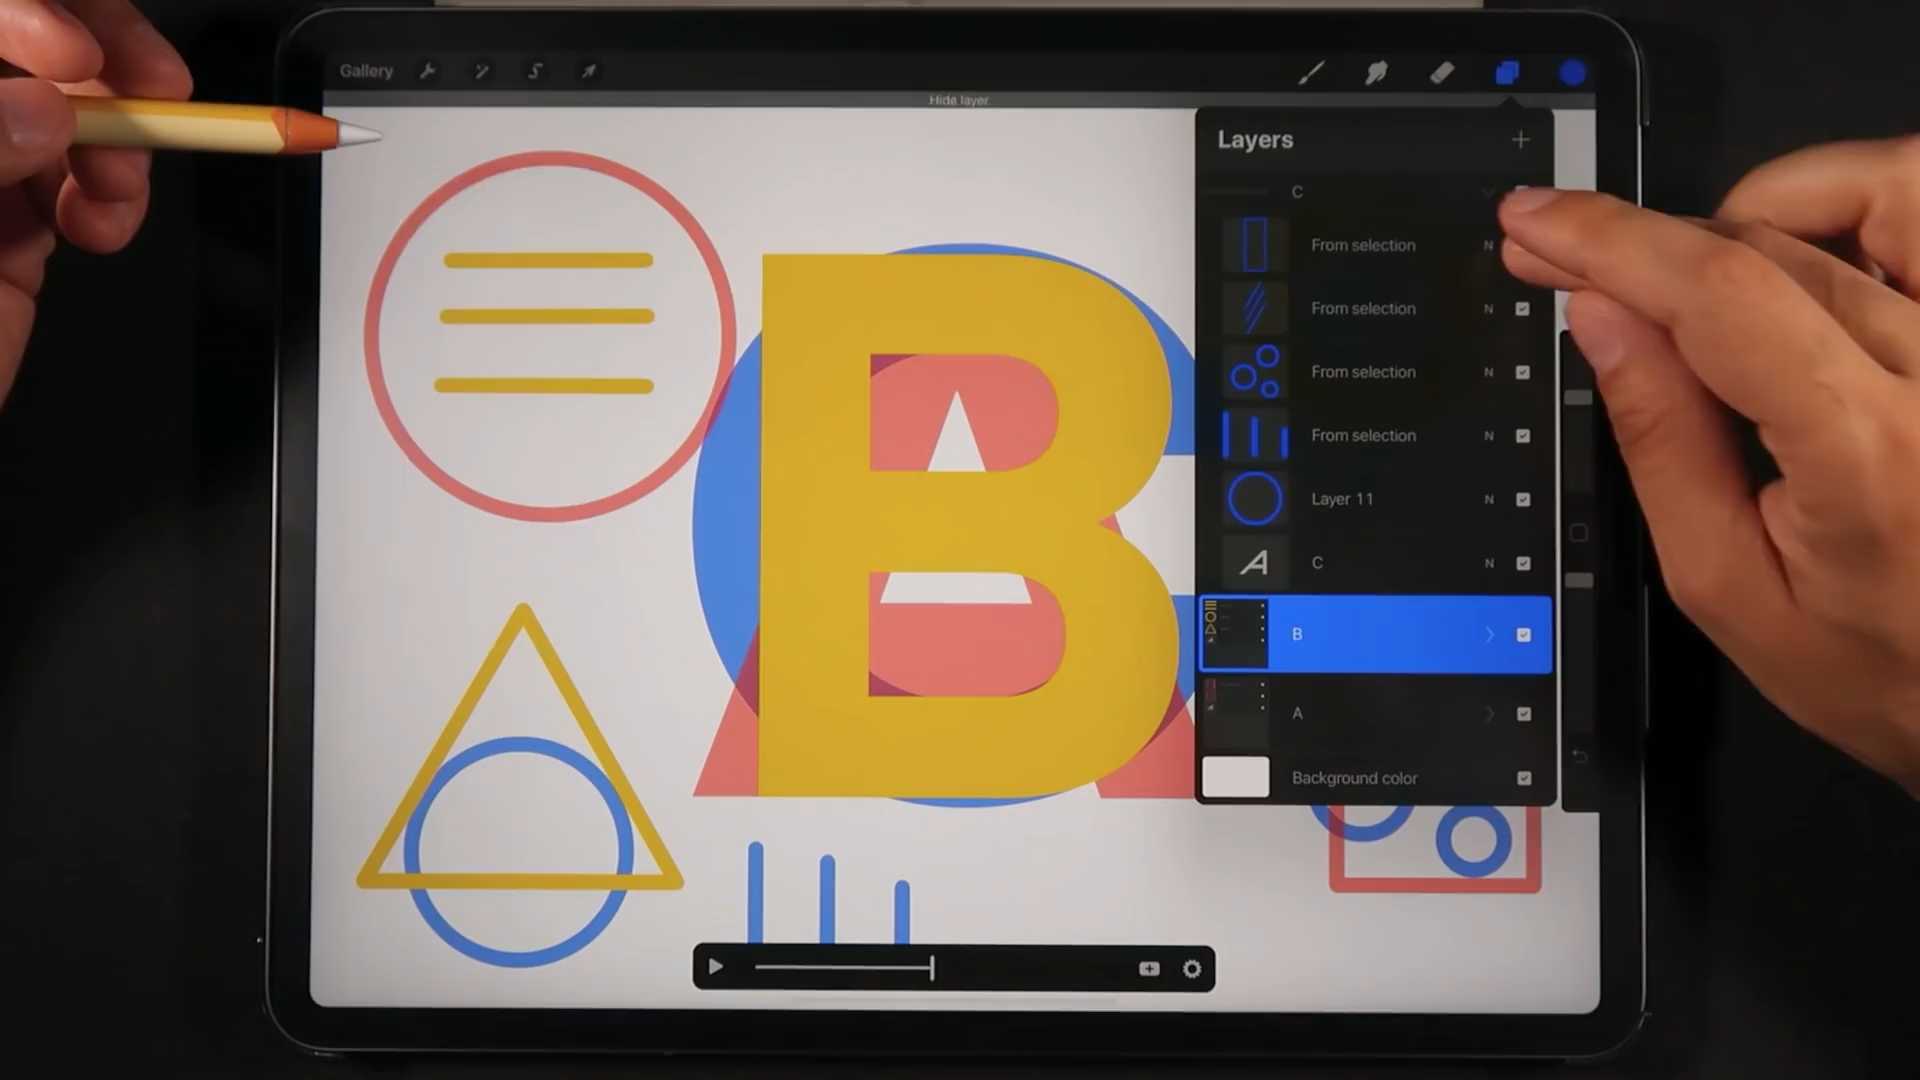 Gallery
Hide layer
Layers
C
From selection N
From selection N
From selection N
From selection N
Layer 11 N
A C N
B
A
Background color
B
A